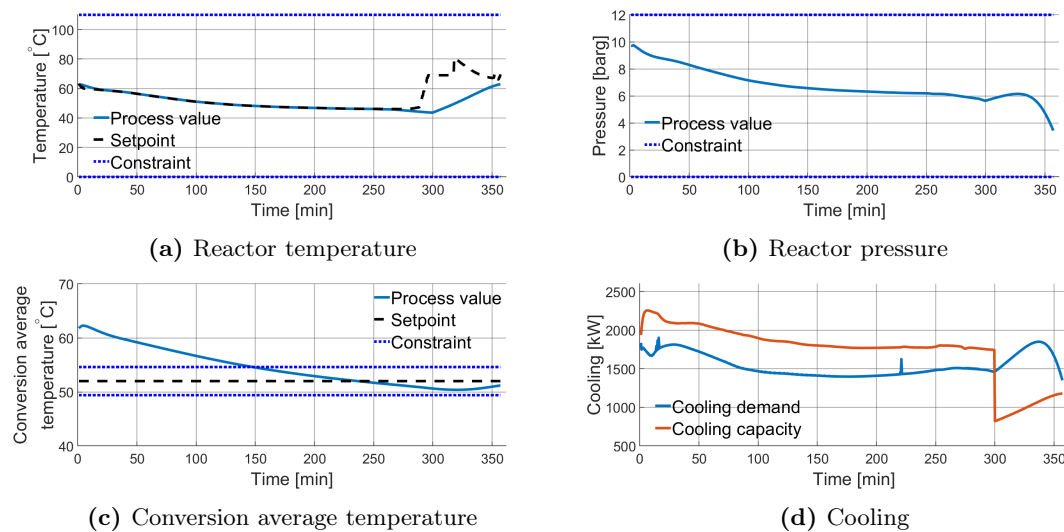 Temperature [°C]
100
80
60
40
20
0
Process value
Setpoint
Constraint
0 50 100 150 200 250 300 350
Time [min]
(a) Reactor temperature
Pressure [barg]
12
10
8
6
4
2
0
Process value
Constraint
0 50 100 150 200 250 300 350
Time [min]
(b) Reactor pressure
Conversion average
temperature [°C]
70
60
50
40
Process value
Setpoint
Constraint
0 50 100 150 200 250 300 350
Time [min]
(c) Conversion average temperature
Cooling [kW]
2500
2000
1500
1000
500
Cooling demand
Cooling capacity
0 50 100 150 200 250 300 350
Time [min]
(d) Cooling